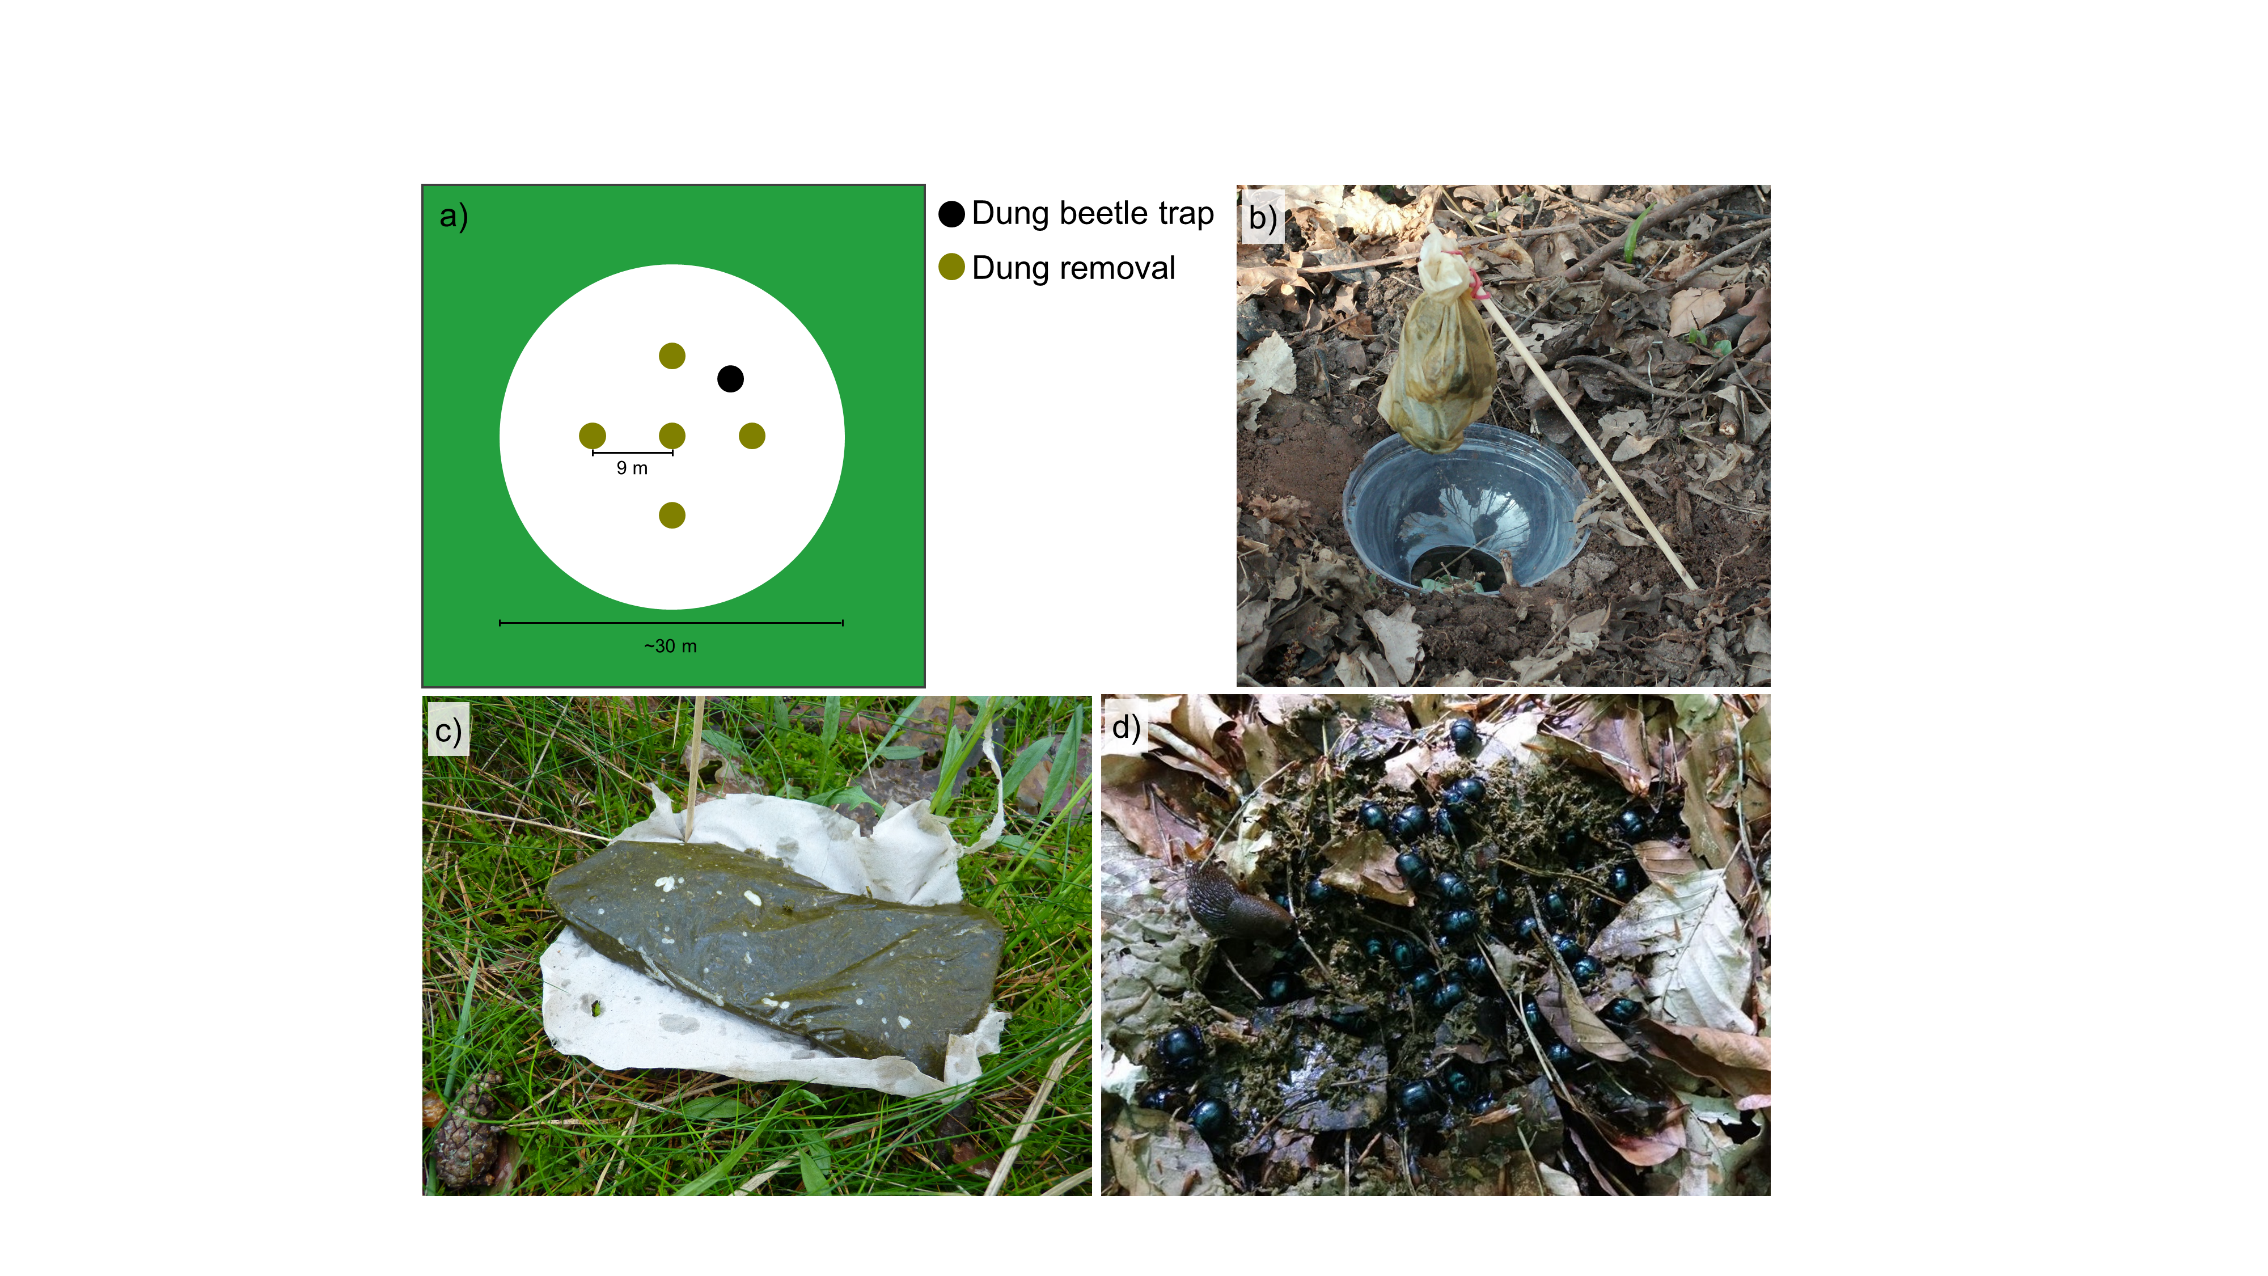 a)
Dung beetle trap
Dung removal
9 m
~30 m
b)
c)
d)